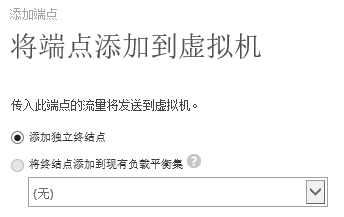 添加端点
将端点添加到虚拟机
传入此端点的流量将发送到虚拟机。
添加独立终结点
将终结点添加到现有负载平衡集 ?
(无)